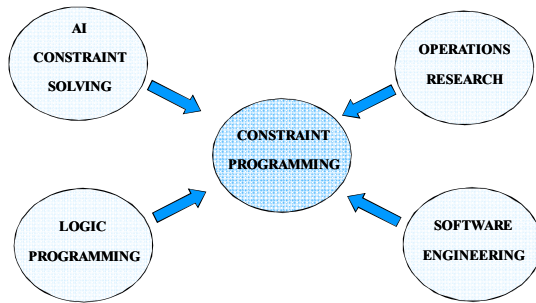 AI
CONSTRAINT
SOLVING
OPERATIONS
RESEARCH
CONSTRAINT
PROGRAMMING
LOGIC
PROGRAMMING
SOFTWARE
ENGINEERING